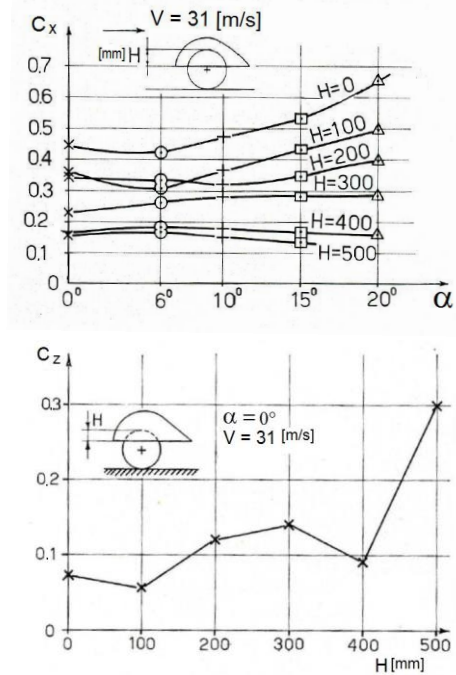 Cx
V = 31 [m/s]
[mm] H
0,7
0,6
0,5
0,4
0,3
0,2
0,1
0
H=0
H=100
H=200
H=300
H=400
H=500
0° 6° 10° 15° 20° α
Cz
H
α = 0°
V = 31 [m/s]
0,3
0,2
0,1
0
0 100 200 300 400 500
H [mm]